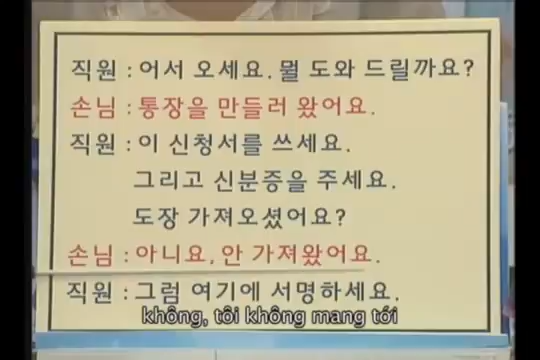 직원 : 어서 오세요. 뭘 도와 드릴까요?
손님 : 통장을 만들러 왔어요.
직원 : 이 신청서를 쓰세요.
그리고 신분증을 주세요.
도장 가져오셨어요?
손님 : 아니요, 안 가져왔어요.
직원 : 그럼 여기에 서명하세요.
không, tôi không mang tới